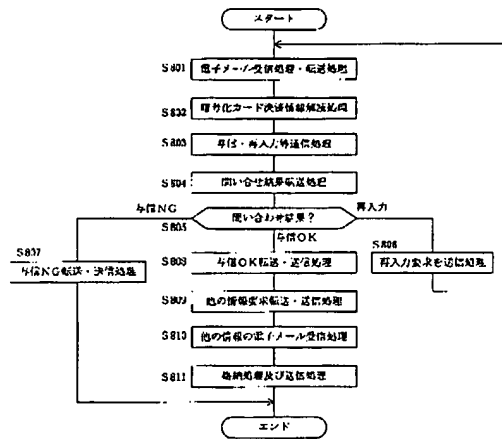 スタート
S801
電子メール受信処理・転送処理
S802
暗号化カード決済情報解読処理
S803
与信・再入力等通信処理
S804
問い合せ結果転送処理
与信NG
問い合わせ結果?
再入力
S805
与信OK
S807
与信NG転送・送信処理
S808
与信OK転送・送信処理
S806
再入力要求を送信処理
S809
他の情報要求転送・送信処理
S810
他の情報の電子メール受信処理
S811
格納処理及び送信処理
エンド